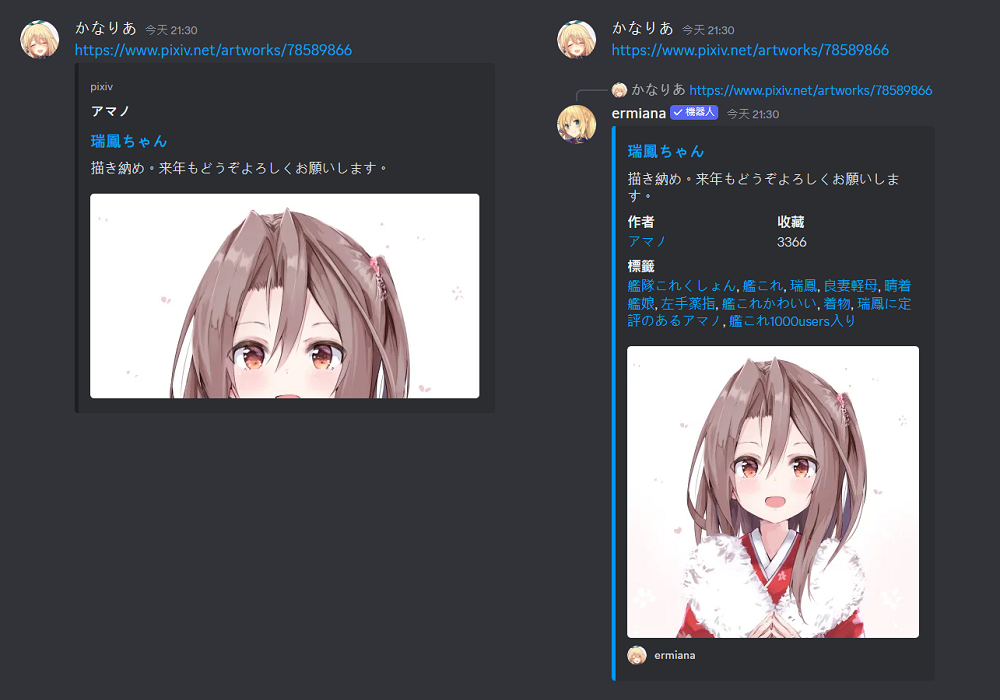 かなりあ 今天 21:30
https://www.pixiv.net/artworks/78589866
pixiv
アマノ
瑞鳳ちゃん
描き納め。来年もどうぞよろしくお願いします。
かなりあ 今天 21:30
https://www.pixiv.net/artworks/78589866
かなりあ https://www.pixiv.net/artworks/78589866
ermiana ✓ 機器人 今天 21:30
瑞鳳ちゃん
描き納め。来年もどうぞよろしくお願いしま
す。
作者 收藏
アマノ 3366
標籤
艦隊これくしょん, 艦これ, 瑞鳳, 良妻軽母, 晴着
艦娘, 左手薬指, 艦これかわいい, 着物, 瑞鳳に定
評のあるアマノ, 艦これ1000users入り
ermiana